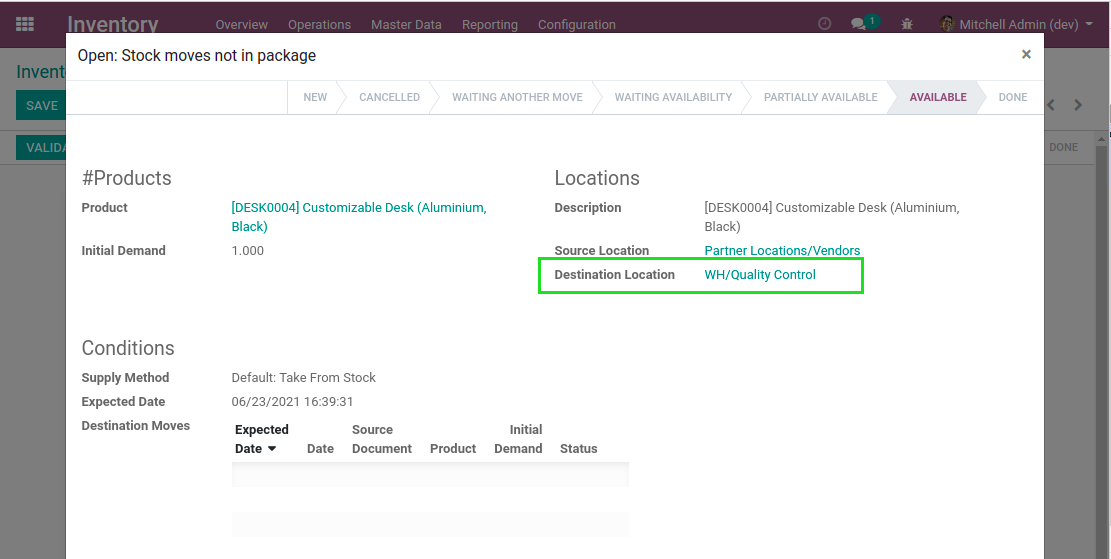 Inventory Overview Operations Master Data Reporting Configuration 1 Mitchell Admin (dev)
Open: Stock moves not in package ×
SAVE
NEW CANCELLED WAITING ANOTHER MOVE WAITING AVAILABILITY PARTIALLY AVAILABLE AVAILABLE DONE
DONE
#Products
Product [DESK0004] Customizable Desk (Aluminium,
Black)
Initial Demand 1.000
Locations
Description [DESK0004] Customizable Desk (Aluminium,
Black)
Source Location Partner Locations/Vendors
Destination Location WH/Quality Control
Conditions
Supply Method Default: Take From Stock
Expected Date 06/23/2021 16:39:31
Destination Moves
Expected Source Initial
Date Date Document Product Demand Status